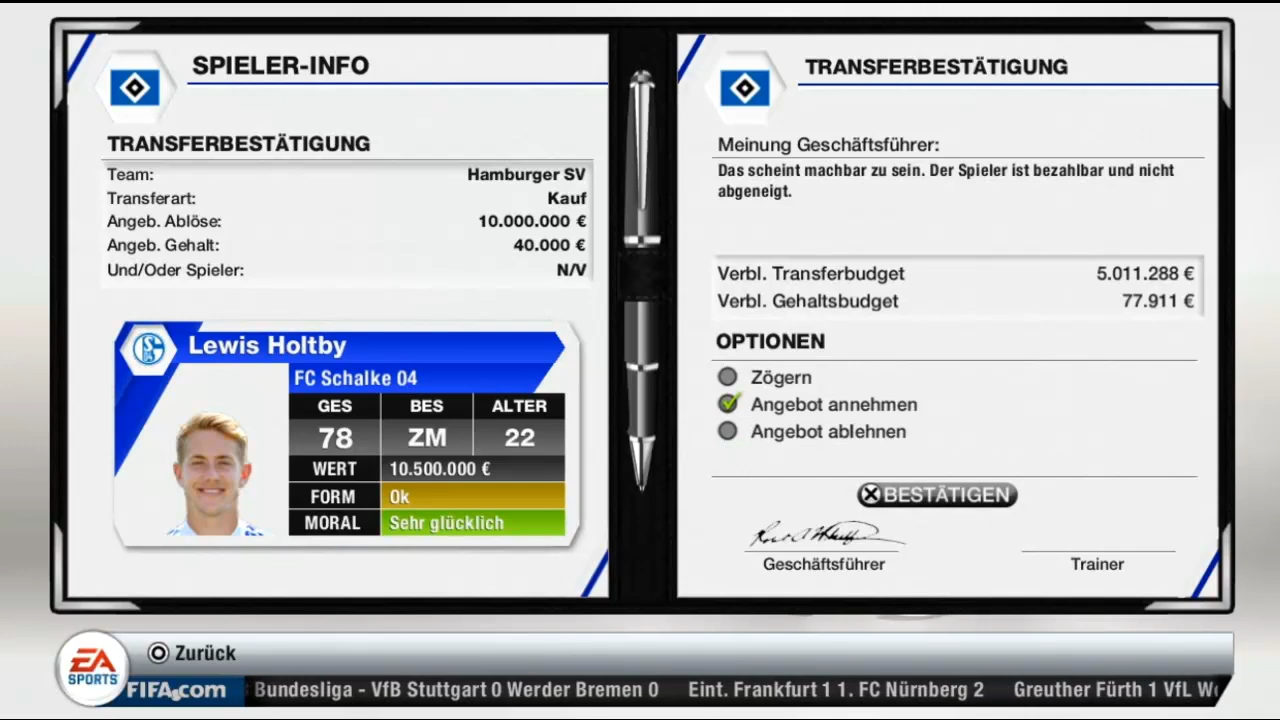 SPIELER-INFO
TRANSFERBESTÄTIGUNG
Team: Hamburger SV
Transferart: Kauf
Angeb. Ablöse: 10.000.000 €
Angeb. Gehalt: 40.000 €
Und/Oder Spieler: N/V
S04
Lewis Holtby
FC Schalke 04
GES BES ALTER
78 ZM 22
WERT 10.500.000 €
FORM Ok
MORAL Sehr glücklich
TRANSFERBESTÄTIGUNG
Meinung Geschäftsführer:
Das scheint machbar zu sein. Der Spieler ist bezahlbar und nicht
abgeneigt.
Verbl. Transferbudget 5.011.288 €
Verbl. Gehaltsbudget 77.911 €
OPTIONEN
Zögern
Angebot annehmen
Angebot ablehnen
BESTÄTIGEN
Geschäftsführer Trainer
Zurück
EA
SPORTS
FIFA.com
Bundesliga - VfB Stuttgart 0 Werder Bremen 0 Eint. Frankfurt 1 1. FC Nürnberg 2 Greuther Fürth 1 VfL